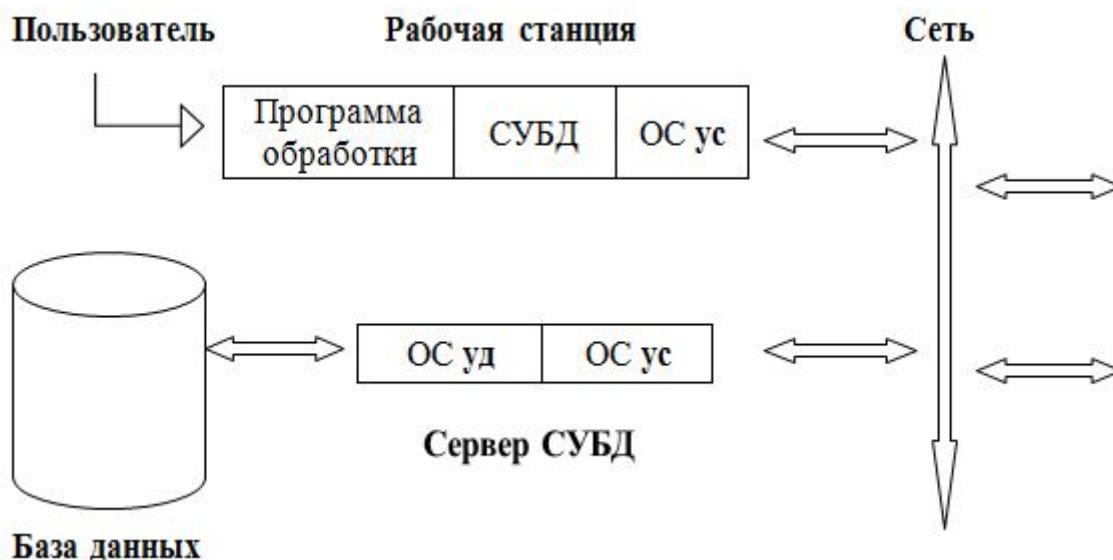 Пользователь Рабочая станция Сеть
Программа
обработки
СУБД
ОС ус
ОС уд
ОС ус
Сервер СУБД
База данных